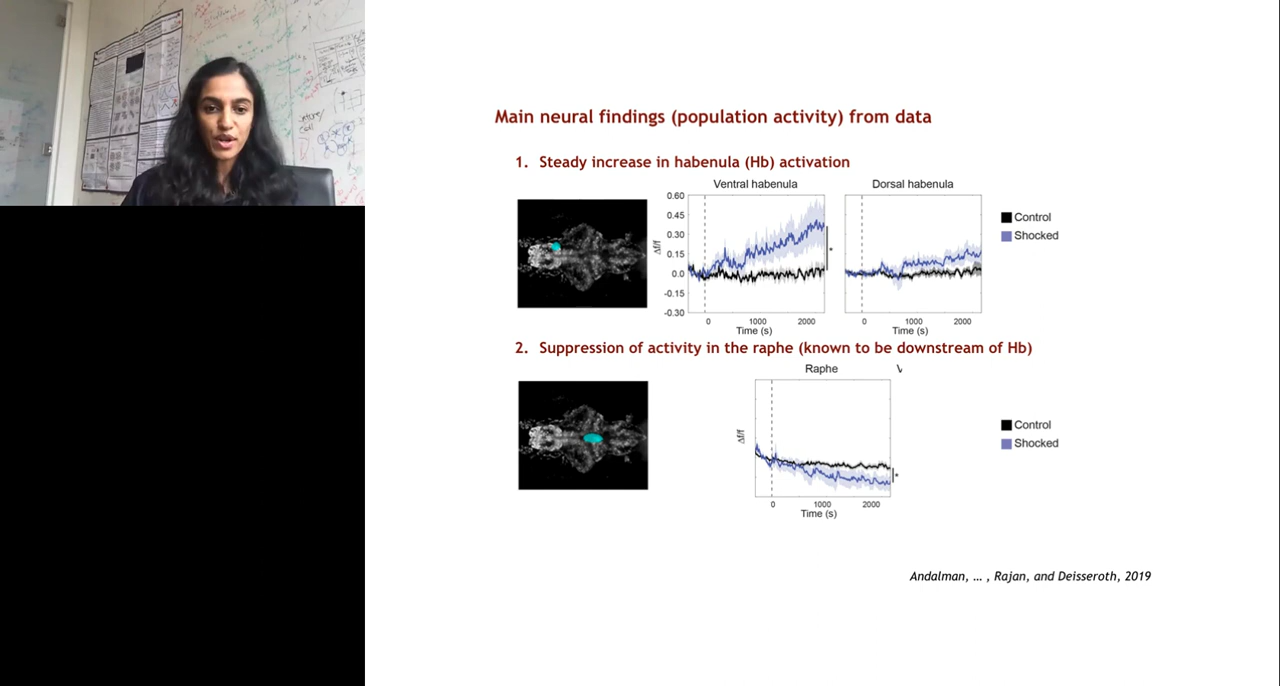 Main neural findings (population activity) from data
1. Steady increase in habenula (Hb) activation
Ventral habenula
Dorsal habenula
0.60
0.45
0.30
0.15
0.0
-0.15
-0.30
Δf/f
0 1000 2000
Time (s)
0 1000 2000
Time (s)
*
Control
Shocked
2. Suppression of activity in the raphe (known to be downstream of Hb)
Raphe
Δf/f
0 1000 2000
Time (s)
*
Control
Shocked
Andalman, ... , Rajan, and Deisseroth, 2019